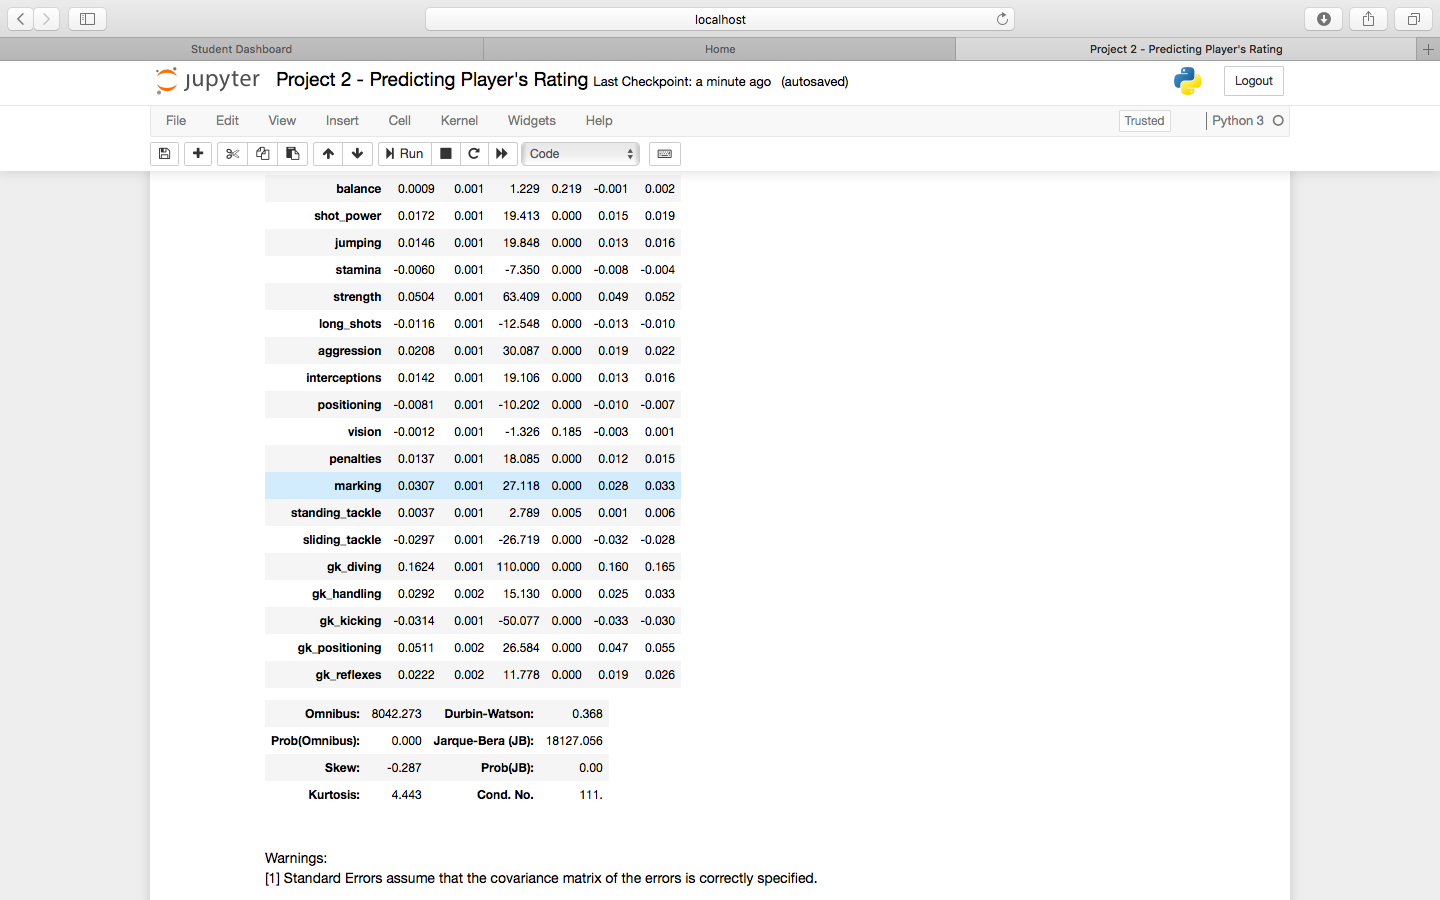 localhost
Student Dashboard
Home
Project 2 - Predicting Player's Rating
jupyter Project 2 - Predicting Player's Rating Last Checkpoint: a minute ago (autosaved)
Logout
File Edit View Insert Cell Kernel Widgets Help
Trusted
Python 3
Run
Code
balance 0.0009 0.001 1.229 0.219 -0.001 0.002
shot_power 0.0172 0.001 19.413 0.000 0.015 0.019
jumping 0.0146 0.001 19.848 0.000 0.013 0.016
stamina -0.0060 0.001 -7.350 0.000 -0.008 -0.004
strength 0.0504 0.001 63.409 0.000 0.049 0.052
long_shots -0.0116 0.001 -12.548 0.000 -0.013 -0.010
aggression 0.0208 0.001 30.087 0.000 0.019 0.022
interceptions 0.0142 0.001 19.106 0.000 0.013 0.016
positioning -0.0081 0.001 -10.202 0.000 -0.010 -0.007
vision -0.0012 0.001 -1.326 0.185 -0.003 0.001
penalties 0.0137 0.001 18.085 0.000 0.012 0.015
marking 0.0307 0.001 27.118 0.000 0.028 0.033
standing_tackle 0.0037 0.001 2.789 0.005 0.001 0.006
sliding_tackle -0.0297 0.001 -26.719 0.000 -0.032 -0.028
gk_diving 0.1624 0.001 110.000 0.000 0.160 0.165
gk_handling 0.0292 0.002 15.130 0.000 0.025 0.033
gk_kicking -0.0314 0.001 -50.077 0.000 -0.033 -0.030
gk_positioning 0.0511 0.002 26.584 0.000 0.047 0.055
gk_reflexes 0.0222 0.002 11.778 0.000 0.019 0.026
Omnibus: 8042.273 Durbin-Watson: 0.368
Prob(Omnibus): 0.000 Jarque-Bera (JB): 18127.056
Skew: -0.287 Prob(JB): 0.00
Kurtosis: 4.443 Cond. No. 111.
Warnings:
[1] Standard Errors assume that the covariance matrix of the errors is correctly specified.